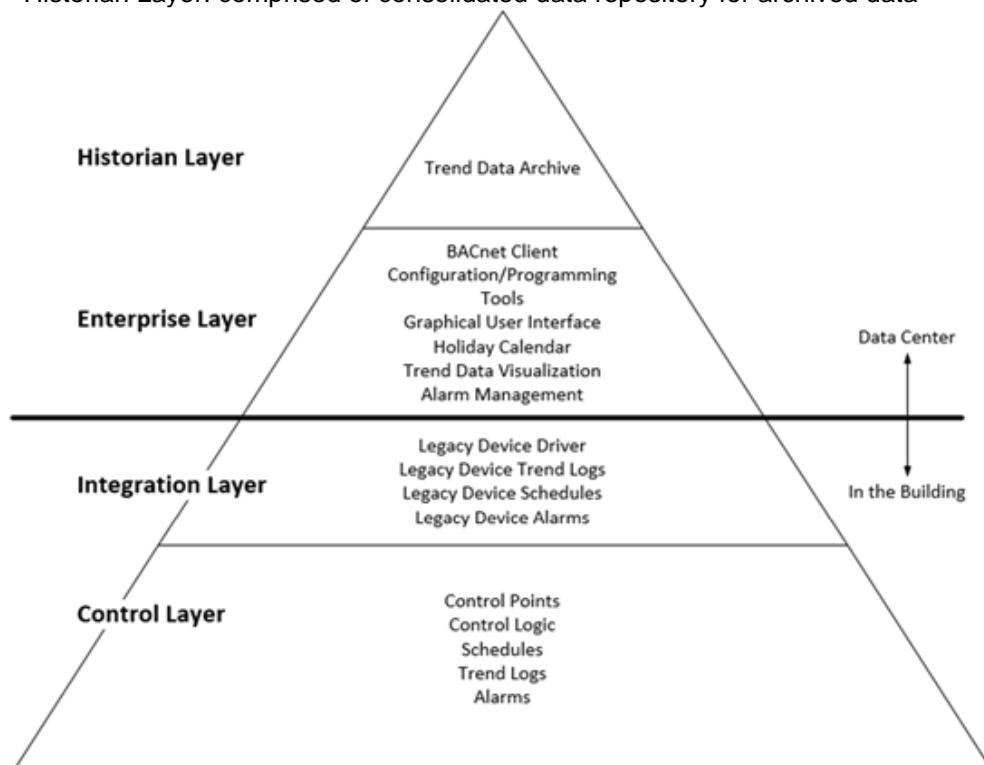 Historian Layer: comprised of consolidated data repository for archived data
Historian Layer
Trend Data Archive
Enterprise Layer
BACnet Client
Configuration/Programming
Tools
Graphical User Interface
Holiday Calendar
Trend Data Visualization
Alarm Management
Data Center
In the Building
Integration Layer
Legacy Device Driver
Legacy Device Trend Logs
Legacy Device Schedules
Legacy Device Alarms
Control Layer
Control Points
Control Logic
Schedules
Trend Logs
Alarms